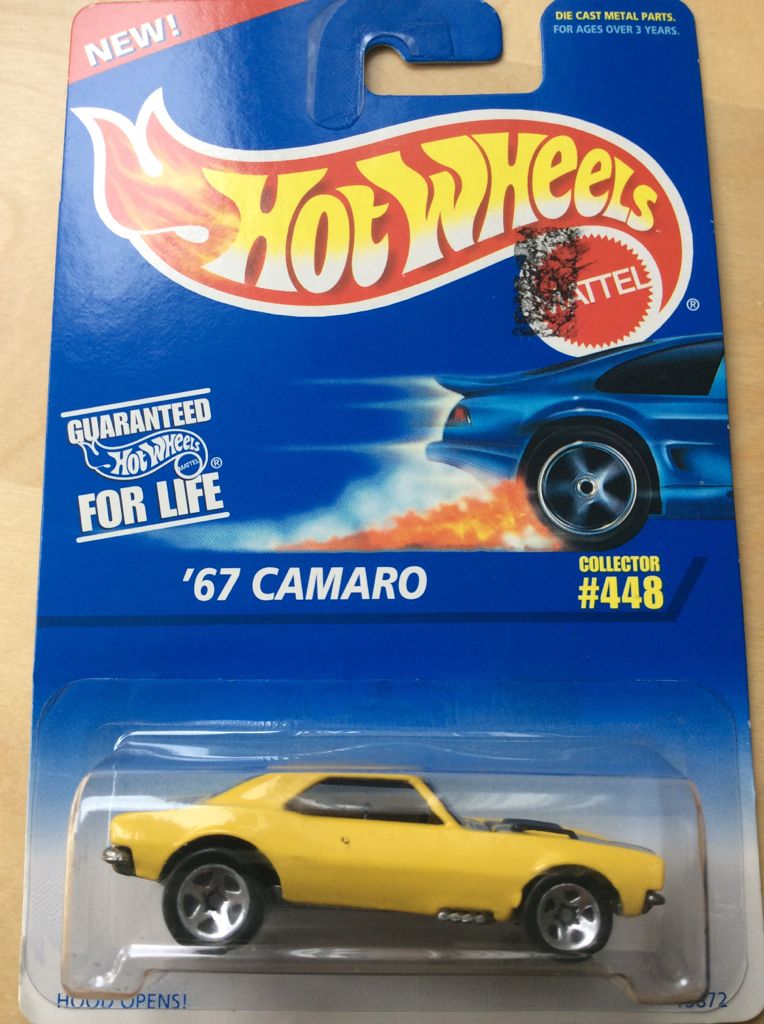 NEW!
DIE CAST METAL PARTS.
FOR AGES OVER 3 YEARS.
HOT WHEELS
MATTEL
®
GUARANTEED
HOT WHEELS
MATTEL
®
FOR LIFE
'67 CAMARO
COLLECTOR
#448
HOOD OPENS!